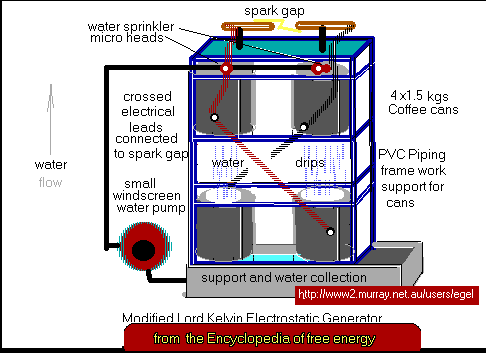 spark gap
water sprinkler
micro heads
crossed
electrical
leads
connected
to spark gap
4 x1.5 kgs
Coffee cans
water
flow
water drips
PVC Piping
frame work
support for
cans
small
windscreen
water pump
support and water collection
http://www2.murray.net.au/users/egel
Modified Lord Kelvin Electrostatic Generator
from the Encyclopedia of free energy